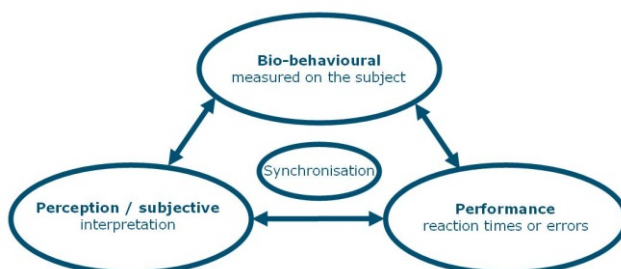 Bio-behavioural
measured on the subject
Synchronisation
Perception / subjective
interpretation
Performance
reaction times or errors